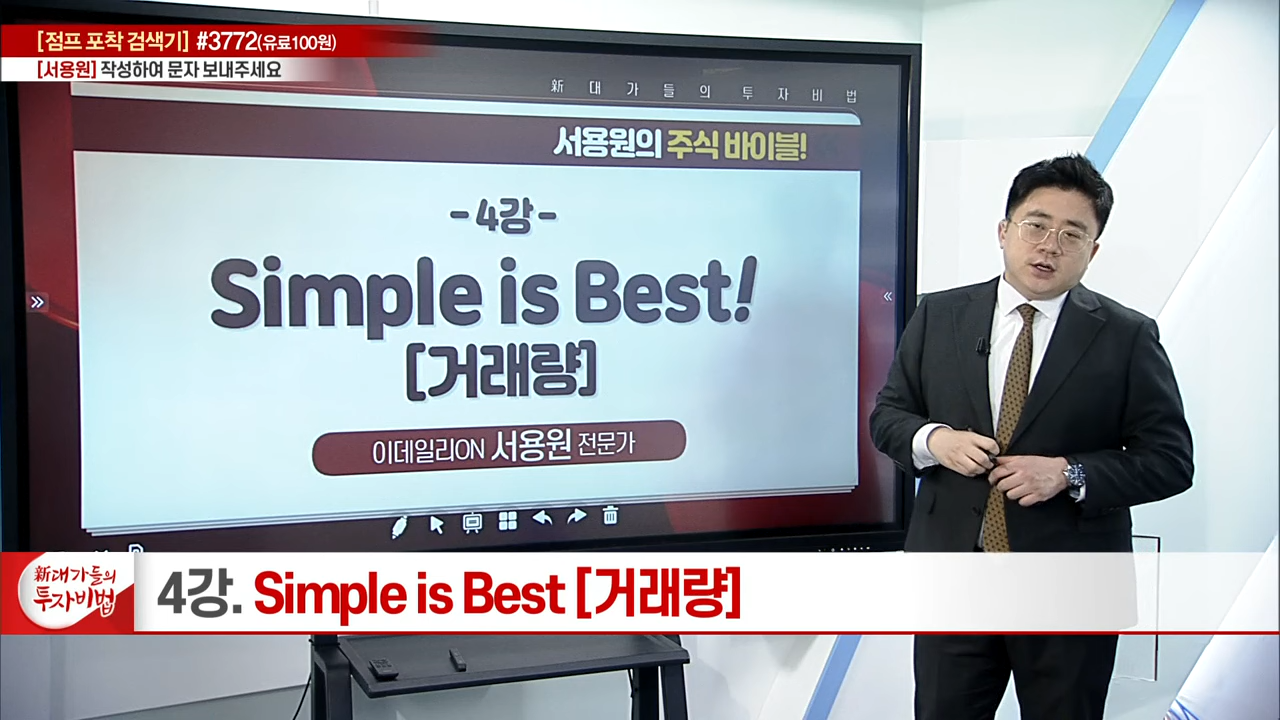 [점프 포착 검색기] #3772(유료100원)
[서용원] 작성하여 문자 보내주세요
新 대 가 들 의 투 자 비 법
서용원의 주식 바이블!
- 4강 -
Simple is Best!
[거래량]
이데일리ON 서용원 전문가
新대가들의
투자비법
4강. Simple is Best [거래량]